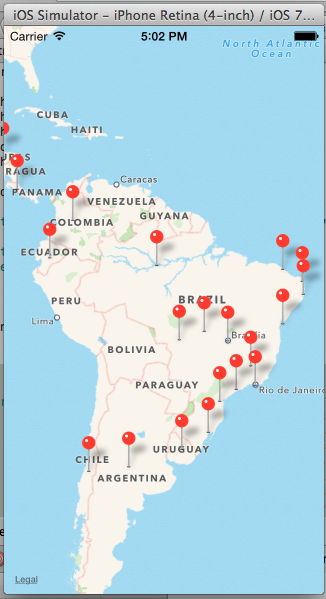 iOS Simulator – iPhone Retina (4-inch) / iOS 7...
Carrer 5:02 PM
North Atlantic
Ocean
CUBA
HAITI
Caracas
RAGUA
PANAMA
VENEZUELA
GUYANA
COLOMBIA
ECUADOR
PERU
BRAZIL
Lima
Brasília
BOLIVIA
PARAGUAY
Rio de Janeiro
URUGUAY
CHILE
ARGENTINA
Legal